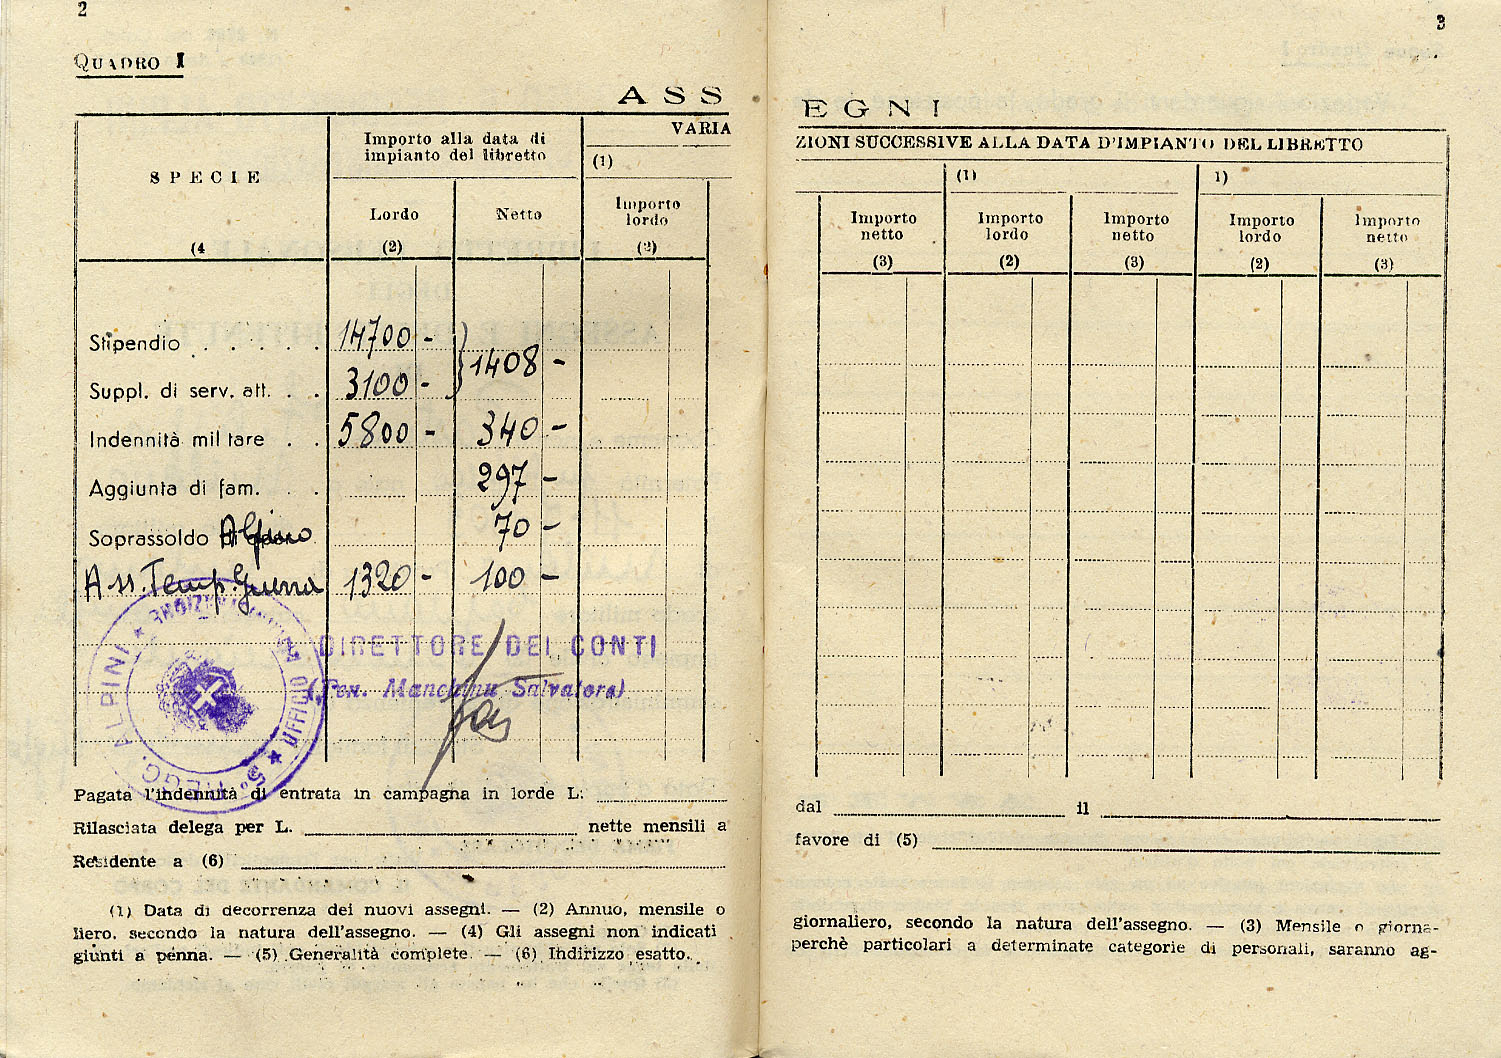 2
QUADRO I
ASS
SPECIE
(4
Importo alla data di
impianto del libretto
Lordo
(2)
Netto
VARIA
(1)
Importo
lordo
(2)
Stipendio . . . . . . 14700 -
1408 -
Suppl. di serv. att. . . 3100 -
Indennità mil tare . . 5800 - 340 -
Aggiunta di fam. . . 297 -
Soprassoldo Alpino 70 -
Ass. Temp. Guerra 1320 - 100 -
5° REGG. ALPINI ★ UFFICIO AMMINISTRAZIONE ★
DIRETTORE DEI CONTI
(Ten. Salvatore)
Pagata l'indennità di entrata in campagna in lorde L:
Rilasciata delega per L. nette mensili a
Residente a (6)
(1) Data di decorrenza dei nuovi assegni. — (2) Annuo, mensile o
liero. secondo la natura dell'assegno. — (4) Gli assegni non indicati
giunti a penna. — (5) Generalità complete. — (6) Indirizzo esatto.
3
EGNI
ZIONI SUCCESSIVE ALLA DATA D'IMPIANTO DEL LIBRETTO
(1)
1)
Importo
netto
(3)
Importo
lordo
(2)
Importo
netto
(3)
Importo
lordo
(2)
Importo
netto
(3)
dal il
favore di (5)
giornaliero, secondo la natura dell'assegno. — (3) Mensile o giorna-
perchè particolari a determinate categorie di personali, saranno ag-